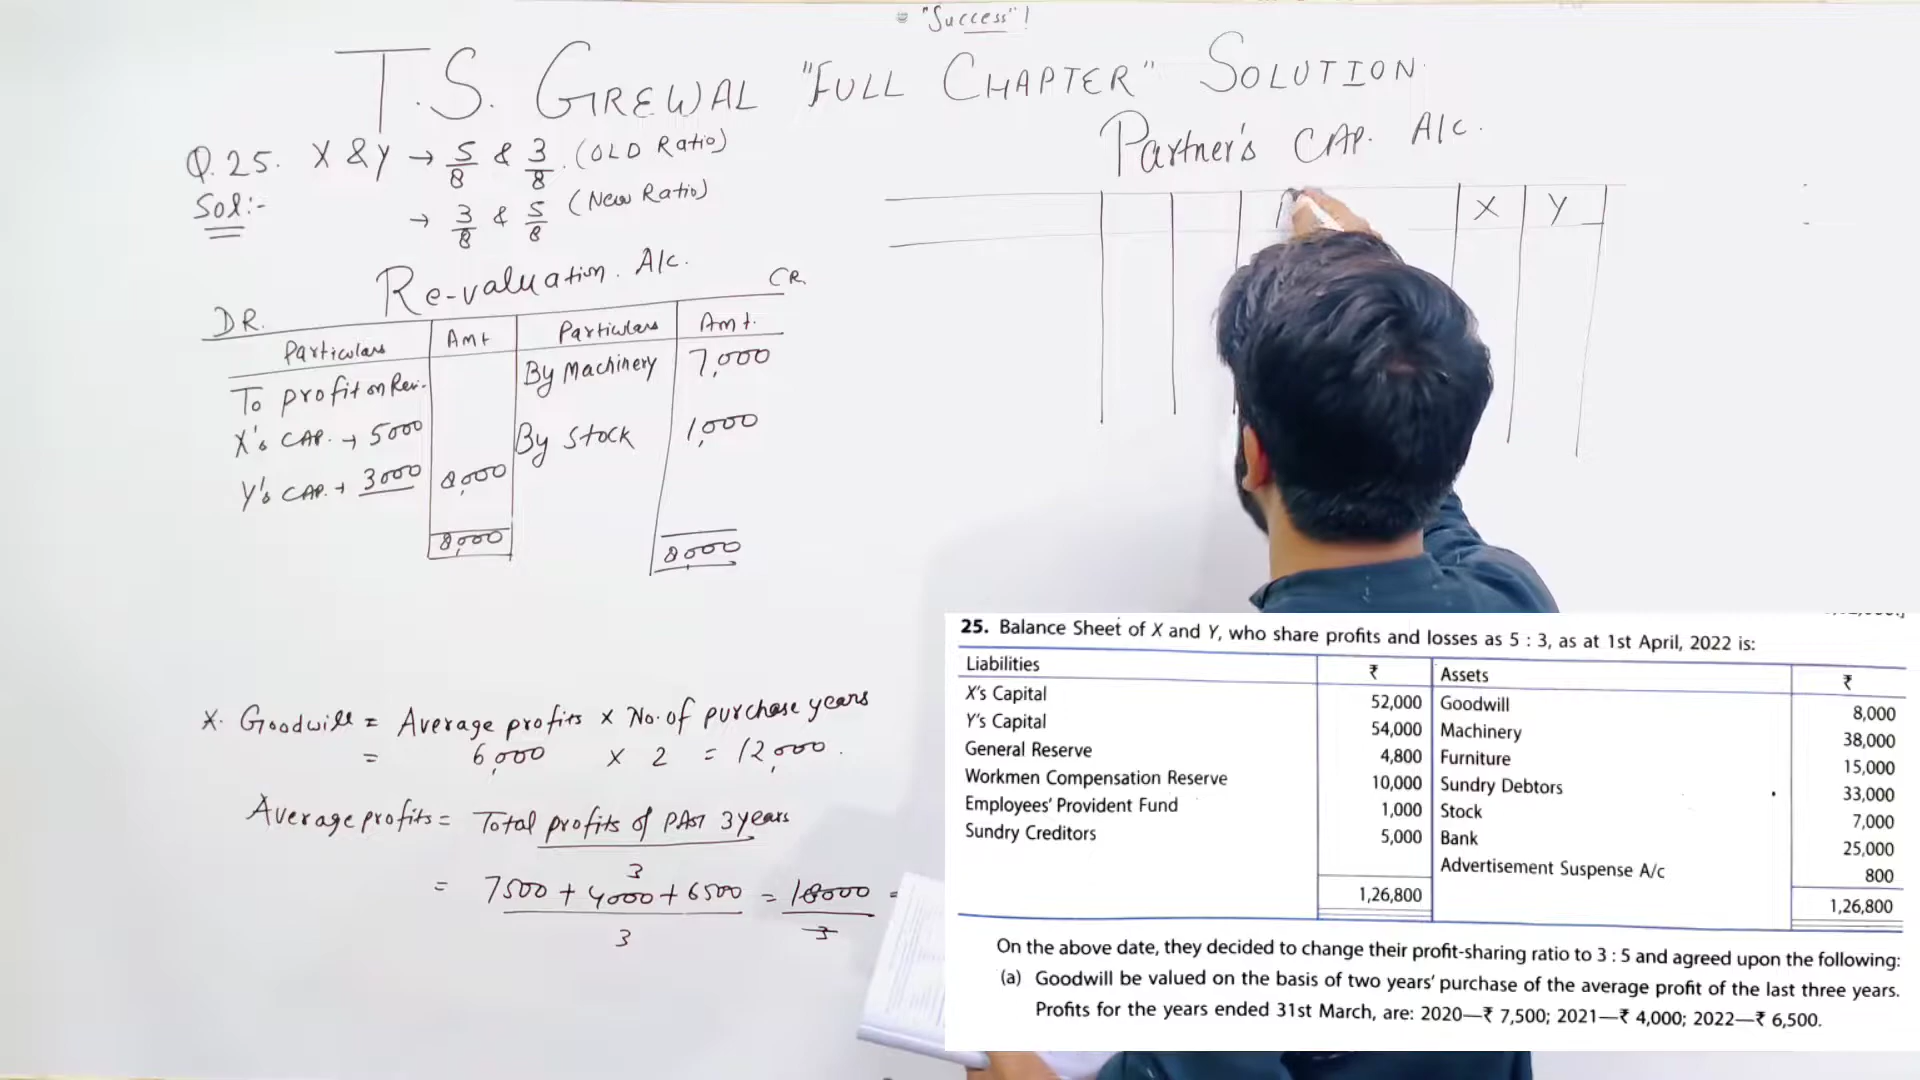 "Success"!
T.S. GREWAL "FULL CHAPTER" SOLUTION
Q.25. X & Y → 5/8 & 3/8. (OLD Ratio)
Sol:- → 3/8 & 5/8 (New Ratio)
Re-valuation. A/c.
DR. CR.
Particulars Amt Particulars Amt.
To profit on Rev. By Machinery 7,000
X's CAP. → 5000 By Stock 1,000
Y's CAP. → 3000 8,000
8,000 8000
*. Goodwill = Average profits x No. of purchase years
= 6,000 x 2 = 12,000.
Average profits = Total profits of PAST 3 years
3
= 7500 + 4000 + 6500 = 18000 =
3 3
Partner's CAP. A/c.
X Y
25. Balance Sheet of X and Y, who share profits and losses as 5 : 3, as at 1st April, 2022 is:
Liabilities ₹ Assets ₹
X's Capital 52,000 Goodwill 8,000
Y's Capital 54,000 Machinery 38,000
General Reserve 4,800 Furniture 15,000
Workmen Compensation Reserve 10,000 Sundry Debtors 33,000
Employees' Provident Fund 1,000 Stock 7,000
Sundry Creditors 5,000 Bank 25,000
Advertisement Suspense A/c 800
1,26,800 1,26,800
On the above date, they decided to change their profit-sharing ratio to 3 : 5 and agreed upon the following:
(a) Goodwill be valued on the basis of two years' purchase of the average profit of the last three years.
Profits for the years ended 31st March, are: 2020—₹ 7,500; 2021—₹ 4,000; 2022—₹ 6,500.